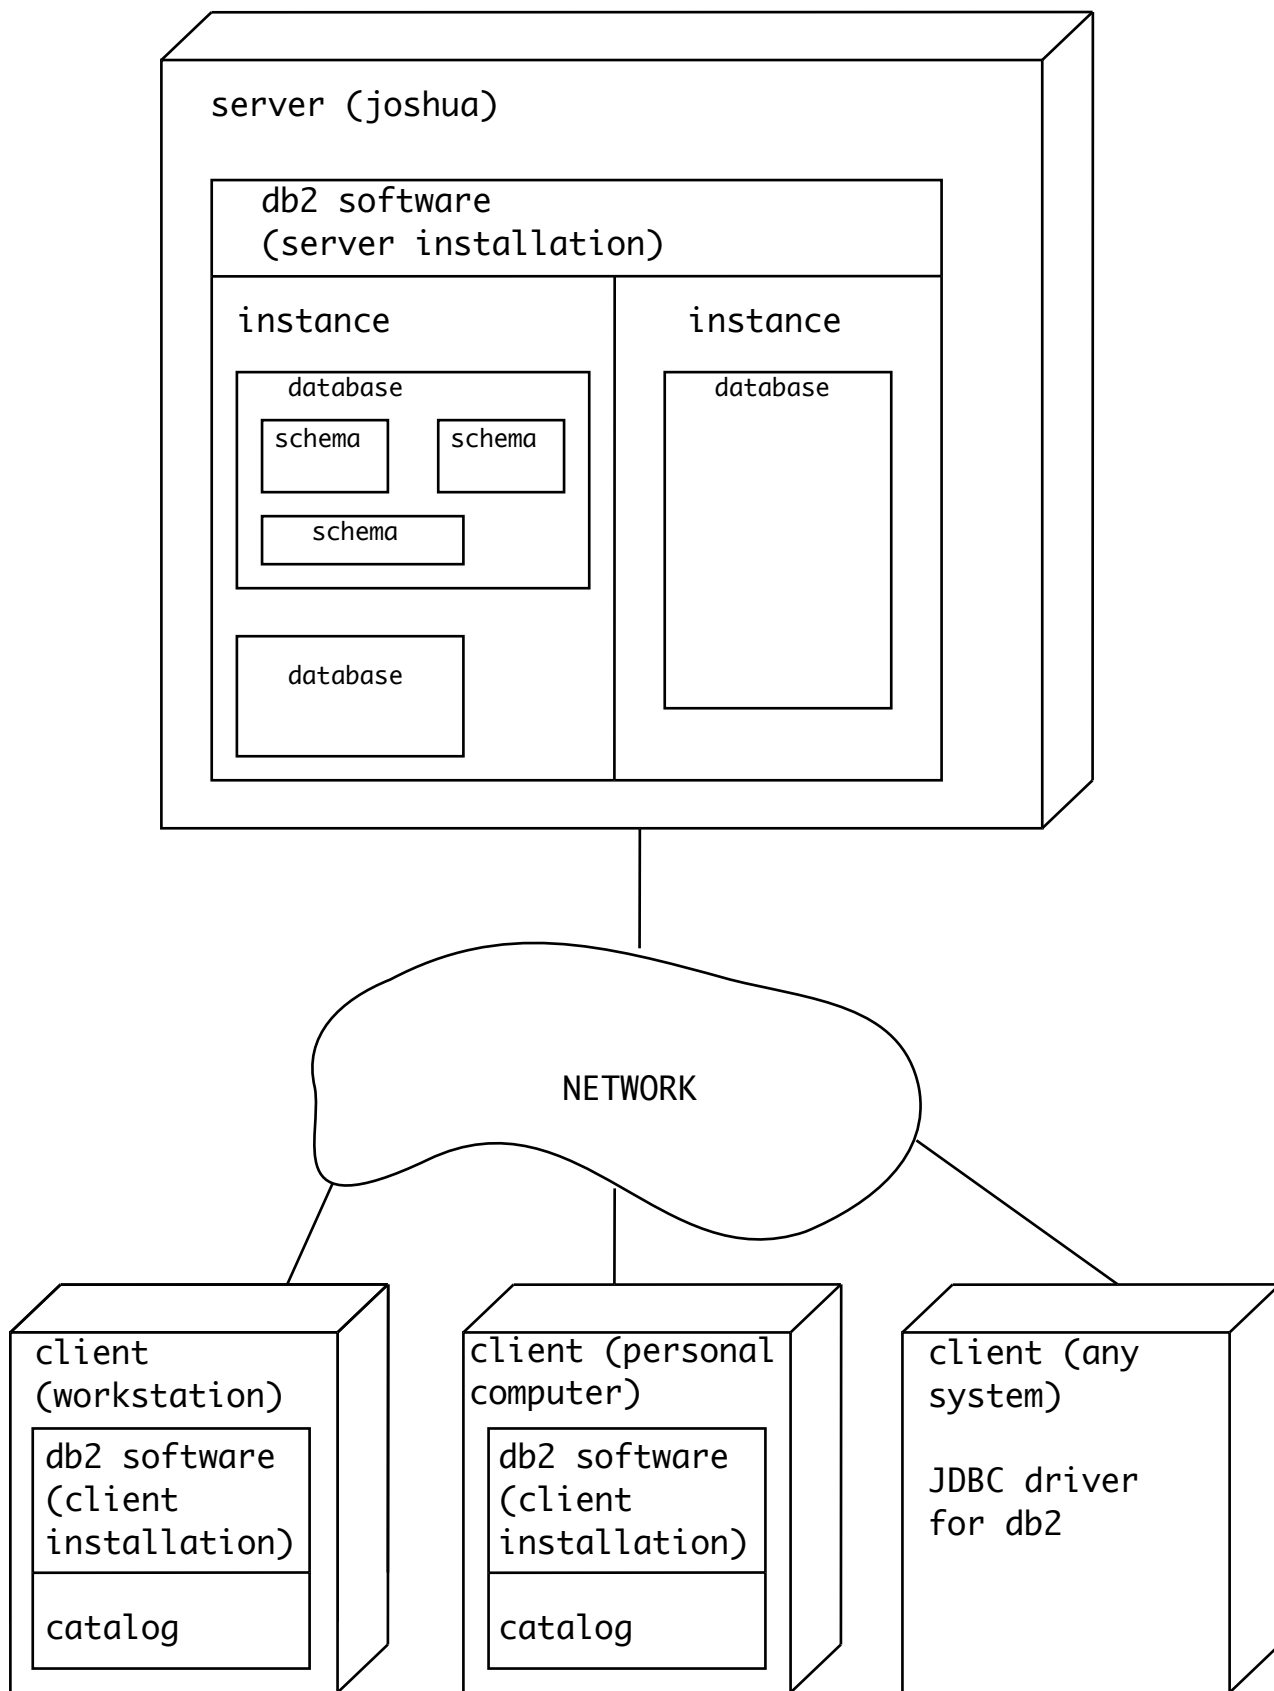 server (joshua)
db2 software
(server installation)
instance
database
schema
schema
schema
database
instance
database
NETWORK
client
(workstation)
db2 software
(client
installation)
catalog
client (personal
computer)
db2 software
(client
installation)
catalog
client (any
system)
JDBC driver
for db2